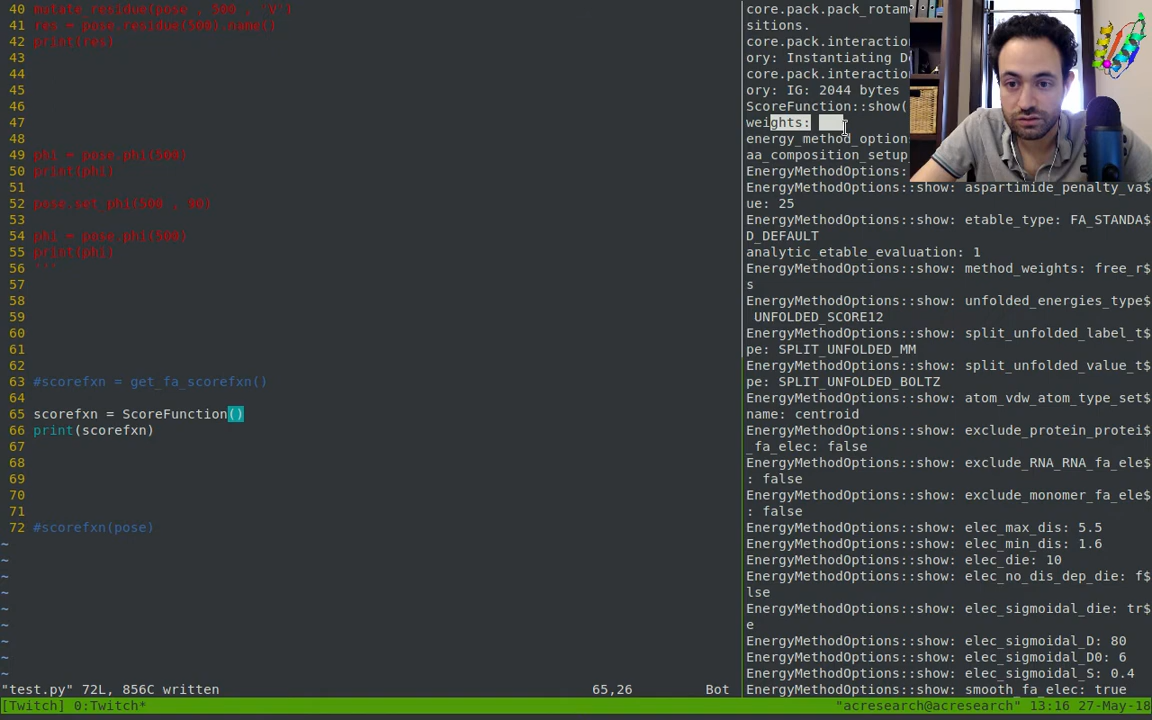 40 mutate_residue(pose , 500 , 'V')
41 res = pose.residue(500).name()
42 print(res)
43
44
45
46
47
48
49 phi = pose.phi(500)
50 print(phi)
51
52 pose.set_phi(500 , 90)
53
54 phi = pose.phi(500)
55 print(phi)
56 '''
57
58
59
60
61
62
63 #scorefxn = get_fa_scorefxn()
64
65 scorefxn = ScoreFunction()
66 print(scorefxn)
67
68
69
70
71
72 #scorefxn(pose)
~
~
~
~
~
~
~
~
~
"test.py" 72L, 856C written 65,26 Bot
core.pack.pack_rotam
sitions.
core.pack.interaction
ory: Instantiating D
core.pack.interaction
ory: IG: 2044 bytes
ScoreFunction::show(
weights:
energy_method_option
aa_composition_setup
EnergyMethodOptions:
EnergyMethodOptions::show: aspartimide_penalty_va$
ue: 25
EnergyMethodOptions::show: etable_type: FA_STANDA$
D_DEFAULT
analytic_etable_evaluation: 1
EnergyMethodOptions::show: method_weights: free_r$
s
EnergyMethodOptions::show: unfolded_energies_type$
UNFOLDED_SCORE12
EnergyMethodOptions::show: split_unfolded_label_t$
pe: SPLIT_UNFOLDED_MM
EnergyMethodOptions::show: split_unfolded_value_t$
pe: SPLIT_UNFOLDED_BOLTZ
EnergyMethodOptions::show: atom_vdw_atom_type_set$
name: centroid
EnergyMethodOptions::show: exclude_protein_protei$
_fa_elec: false
EnergyMethodOptions::show: exclude_RNA_RNA_fa_ele$
: false
EnergyMethodOptions::show: exclude_monomer_fa_ele$
: false
EnergyMethodOptions::show: elec_max_dis: 5.5
EnergyMethodOptions::show: elec_min_dis: 1.6
EnergyMethodOptions::show: elec_die: 10
EnergyMethodOptions::show: elec_no_dis_dep_die: f$
lse
EnergyMethodOptions::show: elec_sigmoidal_die: tr$
e
EnergyMethodOptions::show: elec_sigmoidal_D: 80
EnergyMethodOptions::show: elec_sigmoidal_D0: 6
EnergyMethodOptions::show: elec_sigmoidal_S: 0.4
EnergyMethodOptions::show: smooth_fa_elec: true
[Twitch] 0:Twitch* "acresearch@acresearch" 13:16 27-May-18